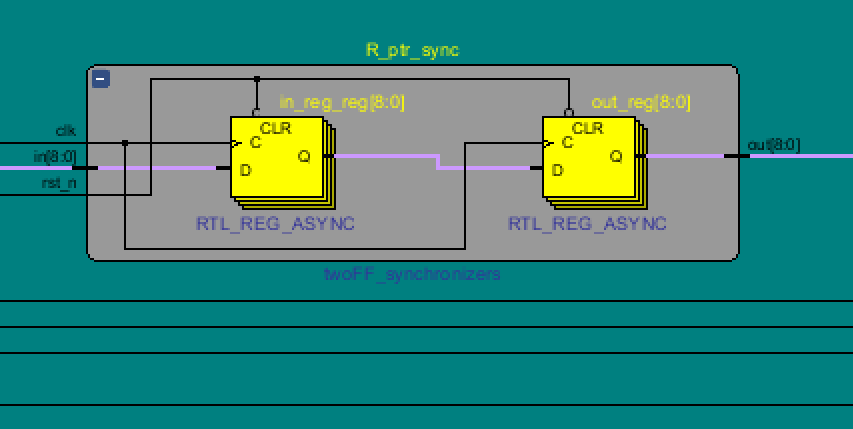 R_ptr_sync
in_reg_reg[8:0]
out_reg[8:0]
clk
CLR
C
CLR
C
out[8:0]
in[8:0]
Q
Q
D
D
rst_n
RTL_REG_ASYNC
RTL_REG_ASYNC
twoFF_synchronizers